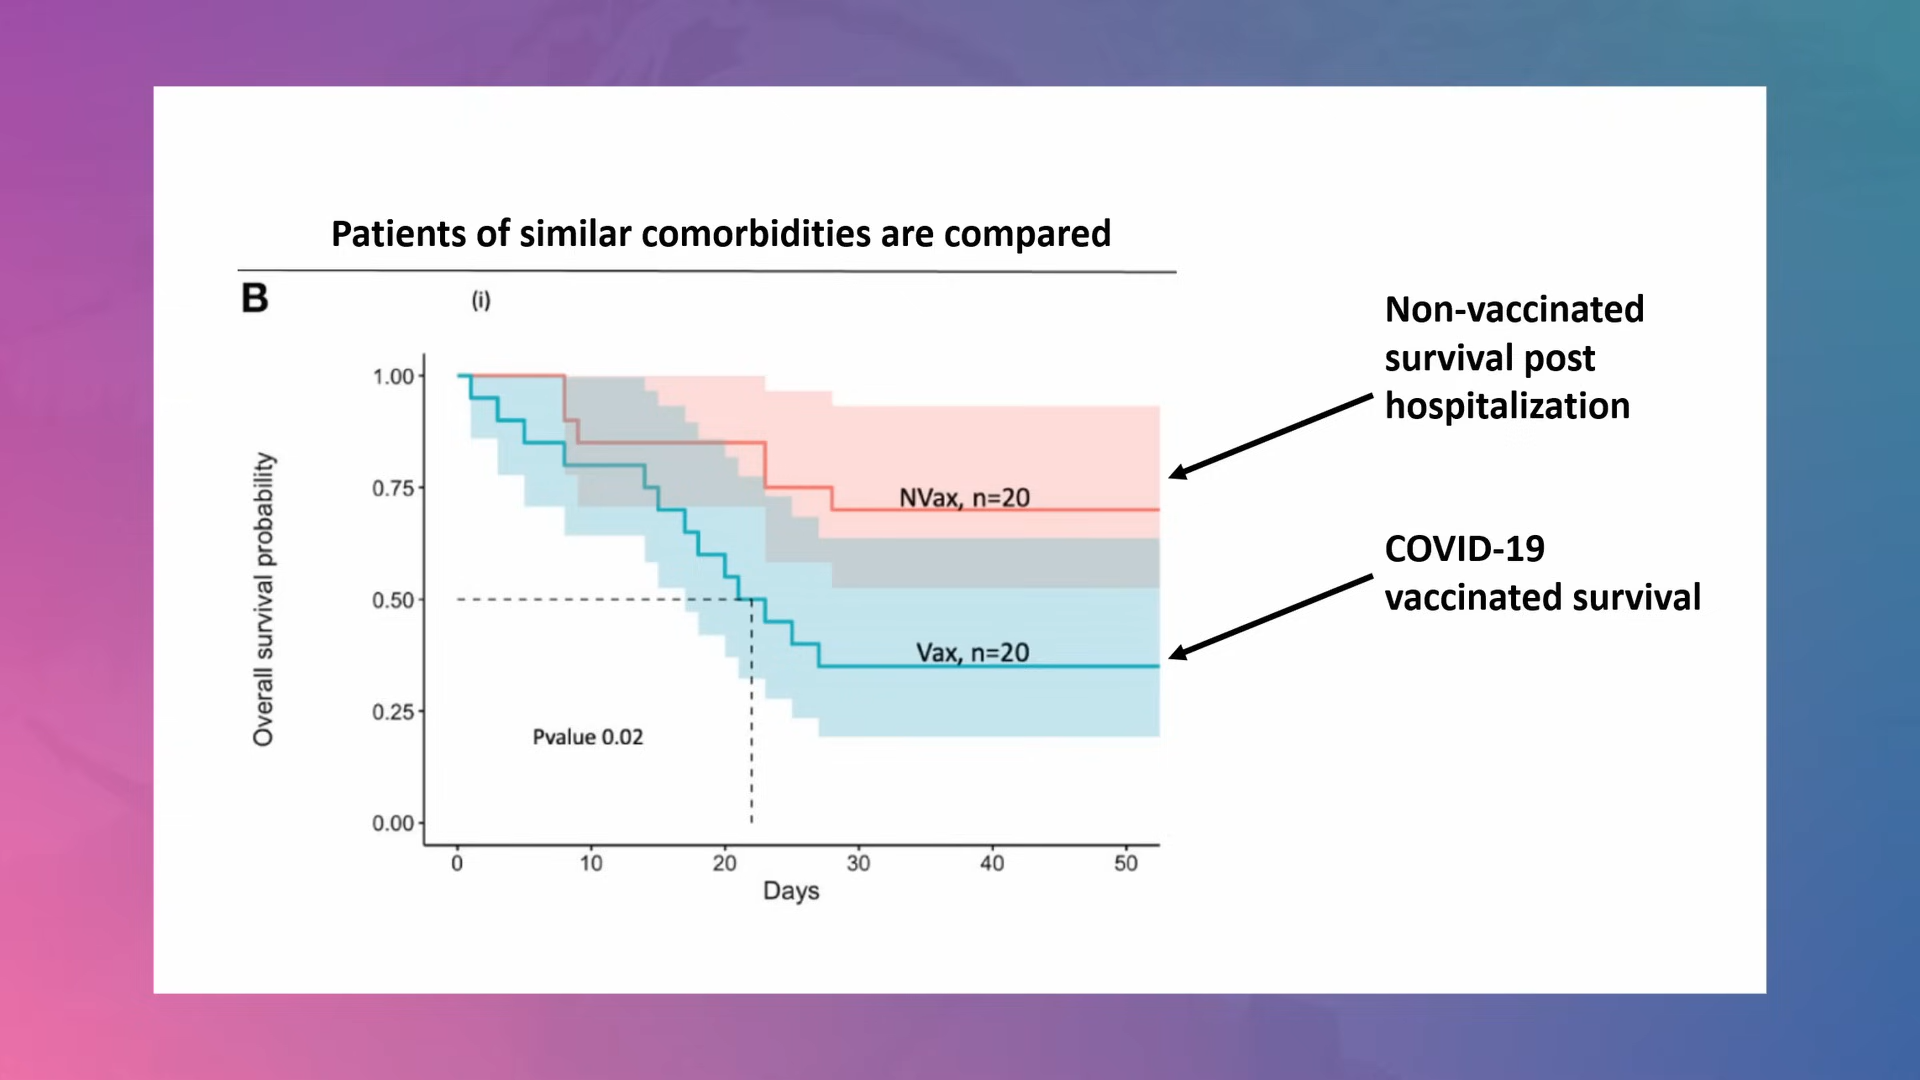 Patients of similar comorbidities are compared
B
(i)
Non-vaccinated
survival post
hospitalization
COVID-19
vaccinated survival
Overall survival probability
1.00
0.75
0.50
0.25
0.00
NVax, n=20
Vax, n=20
Pvalue 0.02
0 10 20 30 40 50
Days